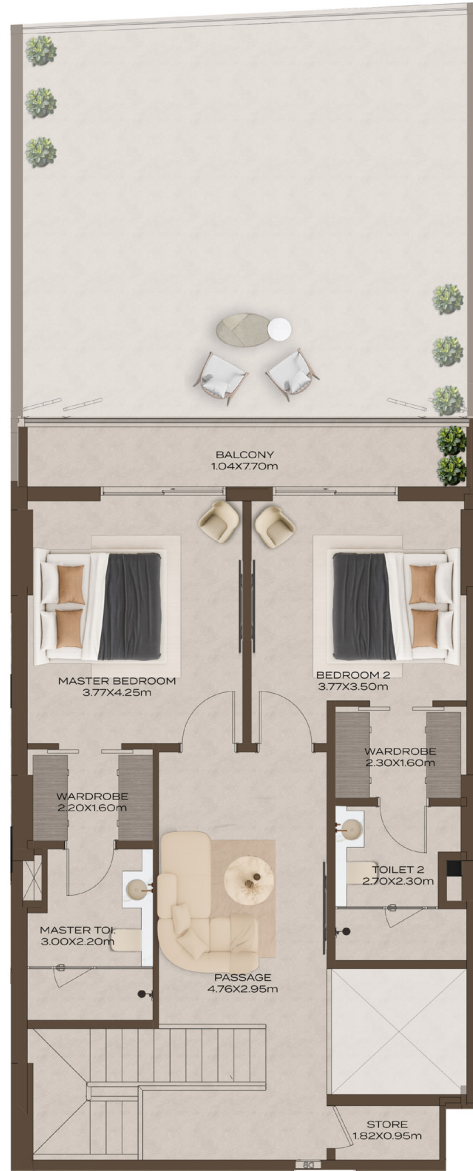 BALCONY
1.04X7.70m
MASTER BEDROOM
3.77X4.25m
BEDROOM 2
3.77X3.50m
WARDROBE
2.30X1.60m
WARDROBE
2.20X1.60m
TOILET 2
2.70X2.30m
MASTER TOI.
3.00X2.20m
PASSAGE
4.76X2.95m
STORE
1.82X0.95m